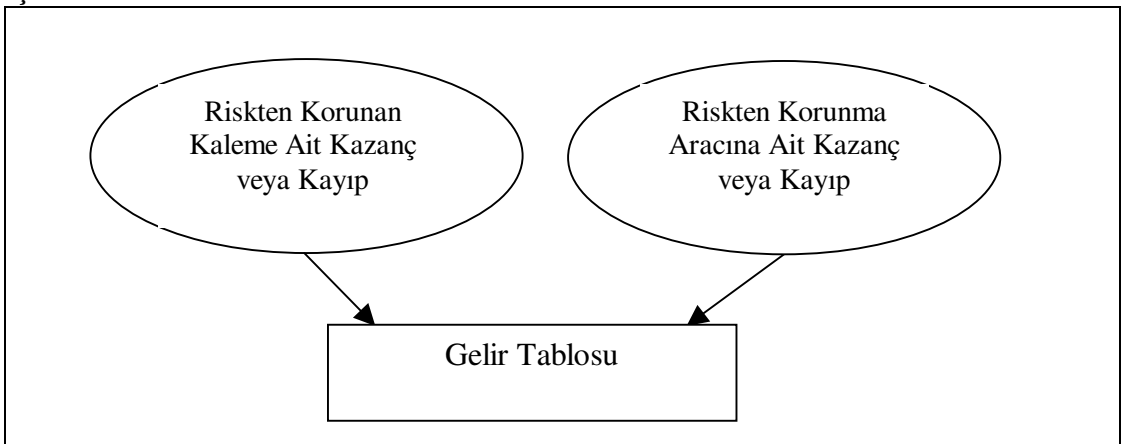 Riskten Korunan
Kaleme Ait Kazanç
veya Kayıp
Riskten Korunma
Aracına Ait Kazanç
veya Kayıp
Gelir Tablosu